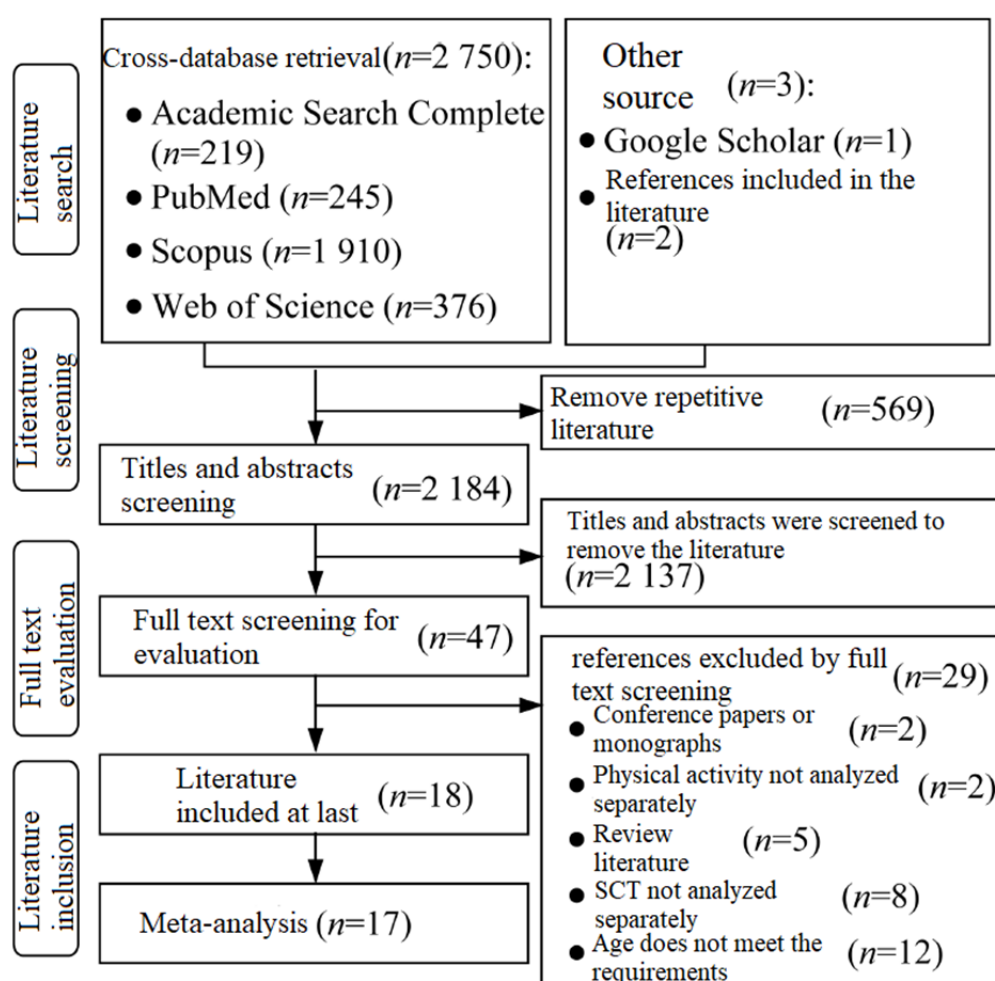 Literature
search
Cross-database retrieval(n=2 750):
● Academic Search Complete
(n=219)
● PubMed (n=245)
● Scopus (n=1 910)
● Web of Science (n=376)
Other
source (n=3):
● Google Scholar (n=1)
● References included in the
literature
(n=2)
Literature
screening
Remove repetitive
literature (n=569)
Titles and abstracts
screening (n=2 184)
Titles and abstracts were screened to
remove the literature
(n=2 137)
Full text
evaluation
Full text screening for
evaluation (n=47)
references excluded by full
text screening (n=29)
● Conference papers or
monographs (n=2)
● Physical activity not analyzed
separately (n=2)
● Review
literature (n=5)
● SCT not analyzed
separately (n=8)
● Age does not meet the
requirements (n=12)
Literature
inclusion
Literature
included at last (n=18)
Meta-analysis (n=17)